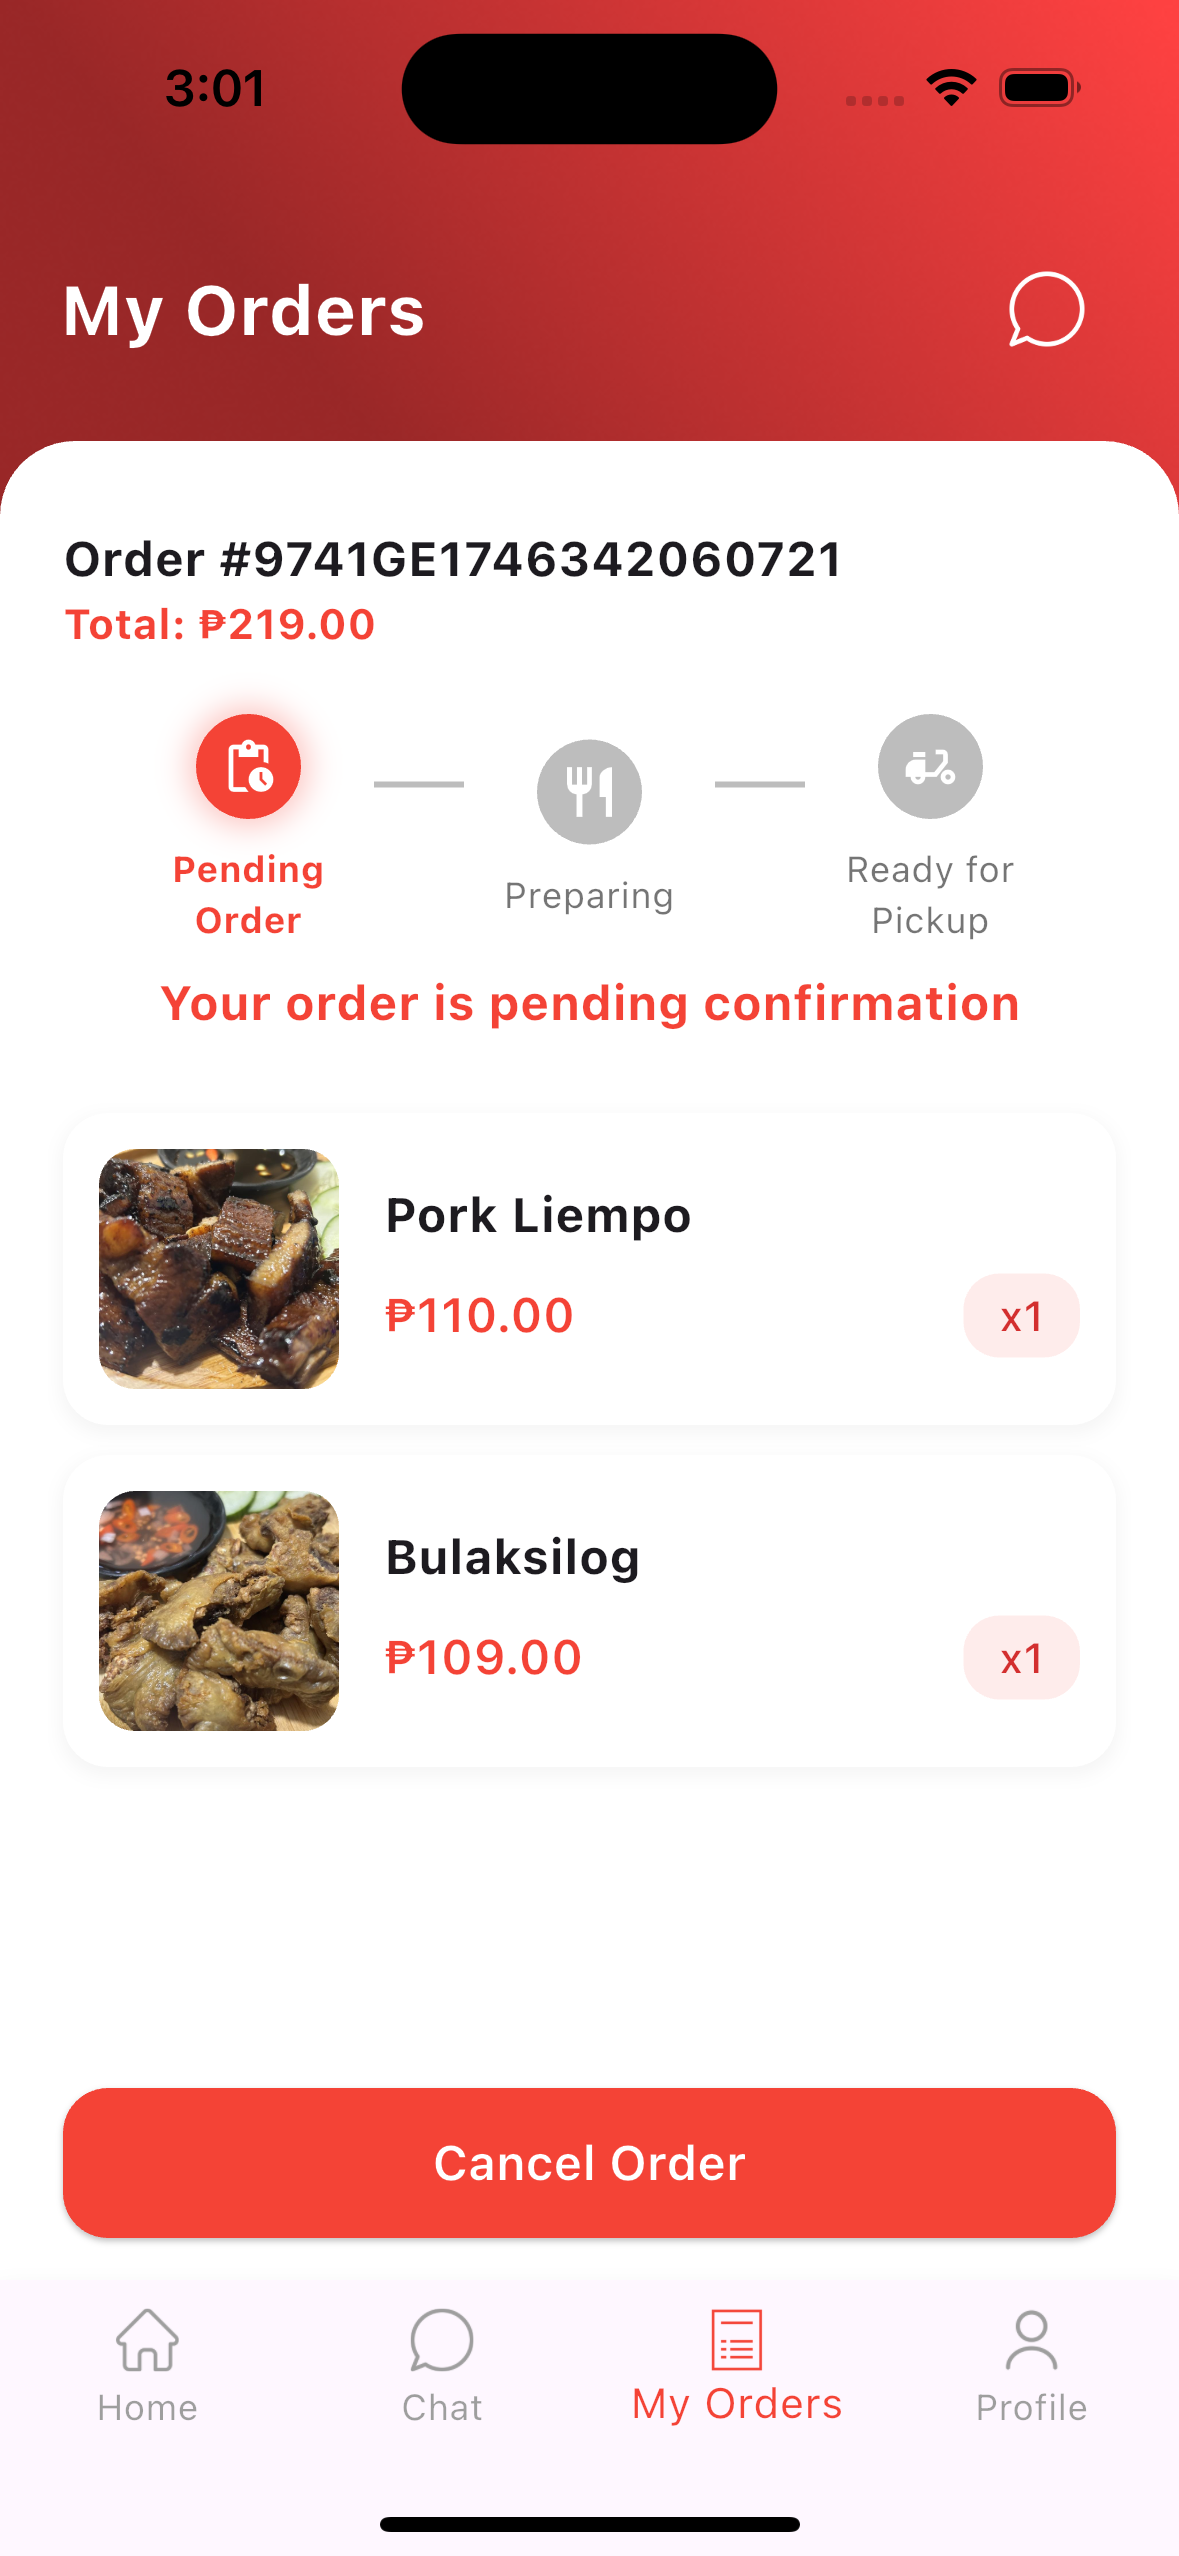 3:01
My Orders
Order #9741GE1746342060721
Total: ₱219.00
Pending
Order
Preparing
Ready for
Pickup
Your order is pending confirmation
Pork Liempo
₱110.00
x1
Bulaksilog
₱109.00
x1
Cancel Order
Home
Chat
My Orders
Profile